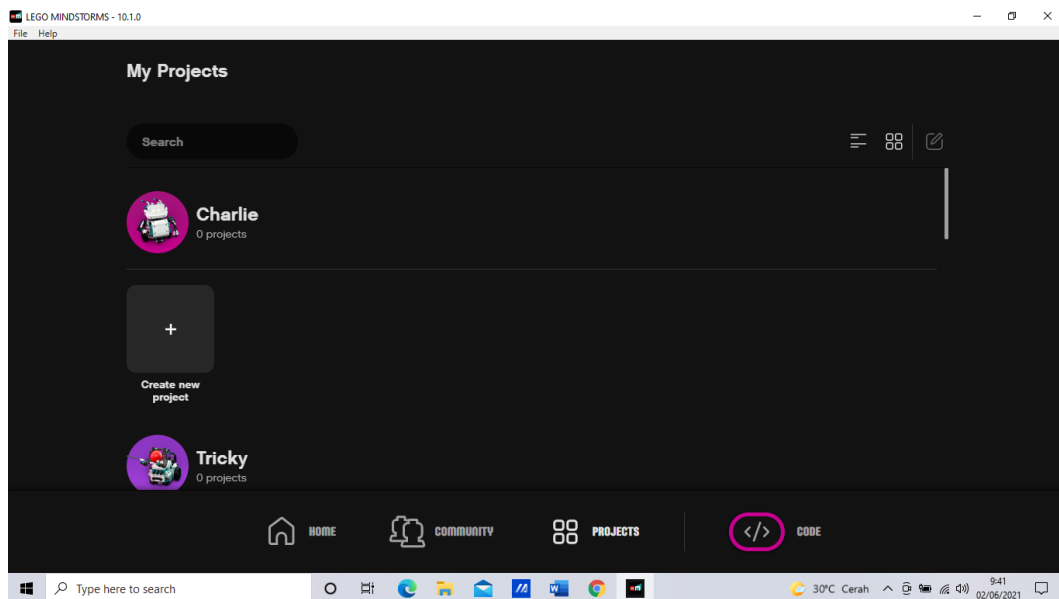 LEGO MINDSTORMS - 10.1.0
File Help
My Projects
Search
Charlie
0 projects
+
Create new
project
Tricky
0 projects
HOME
COMMUNITY
PROJECTS
</> CODE
Type here to search
30°C Cerah
9:41
02/06/2021